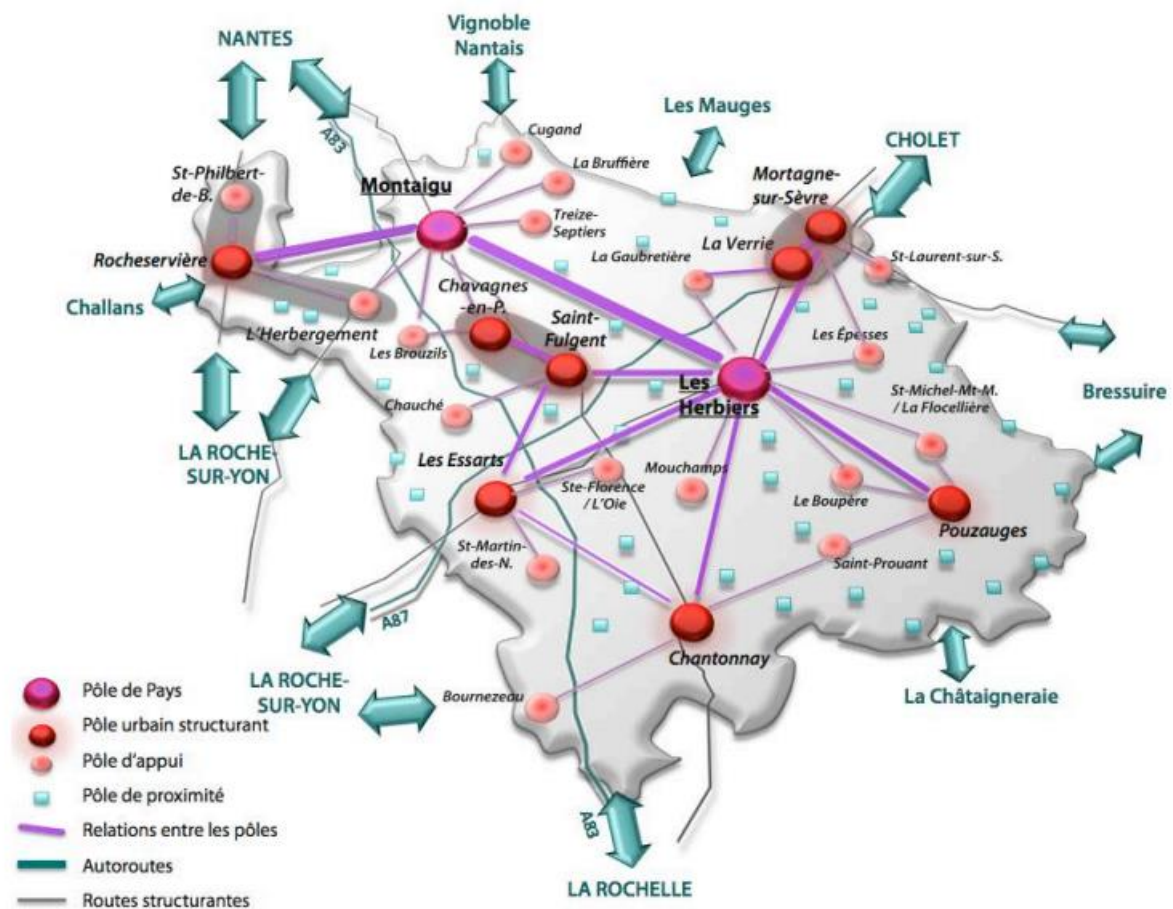 NANTES
Vignoble
Nantais
Les Mauges
CHOLET
A83
Cugand
La Bruffière
St-Philbert-
de-B.
Montaigu
Mortagne-
sur-Sèvre
Treize-
Septiers
La Verrie
La Gaubretière
St-Laurent-sur-S.
Rocheservière
Challans
Chavagnes
-en-P.
Saint-
Fulgent
L'Herbergement
Les Brouzils
Les Épesses
Les
Herbiers
St-Michel-Mt-M.
/ La Flocellière
Bressuire
Chauché
LA ROCHE-
SUR-YON
Les Essarts
Ste-Florence
/ L'Oie
Mouchamps
Le Boupère
Pouzauges
St-Martin-
des-N.
Saint-Prouant
A87
Chantonnay
LA ROCHE-
SUR-YON
Bournezeau
La Châtaigneraie
A83
LA ROCHELLE
Pôle de Pays
Pôle urbain structurant
Pôle d'appui
Pôle de proximité
Relations entre les pôles
Autoroutes
Routes structurantes